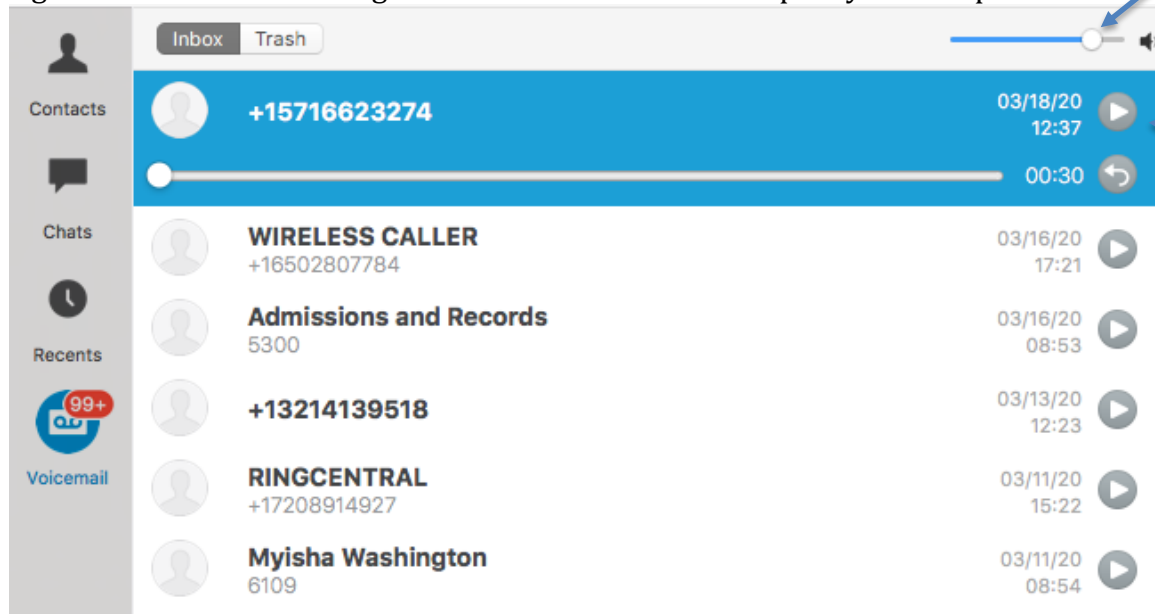 Inbox Trash
Contacts
+15716623274
03/18/20
12:37
00:30
Chats
WIRELESS CALLER
+16502807784
03/16/20
17:21
Recents
Admissions and Records
5300
03/16/20
08:53
99+
Voicemail
+13214139518
03/13/20
12:23
RINGCENTRAL
+17208914927
03/11/20
15:22
Myisha Washington
6109
03/11/20
08:54